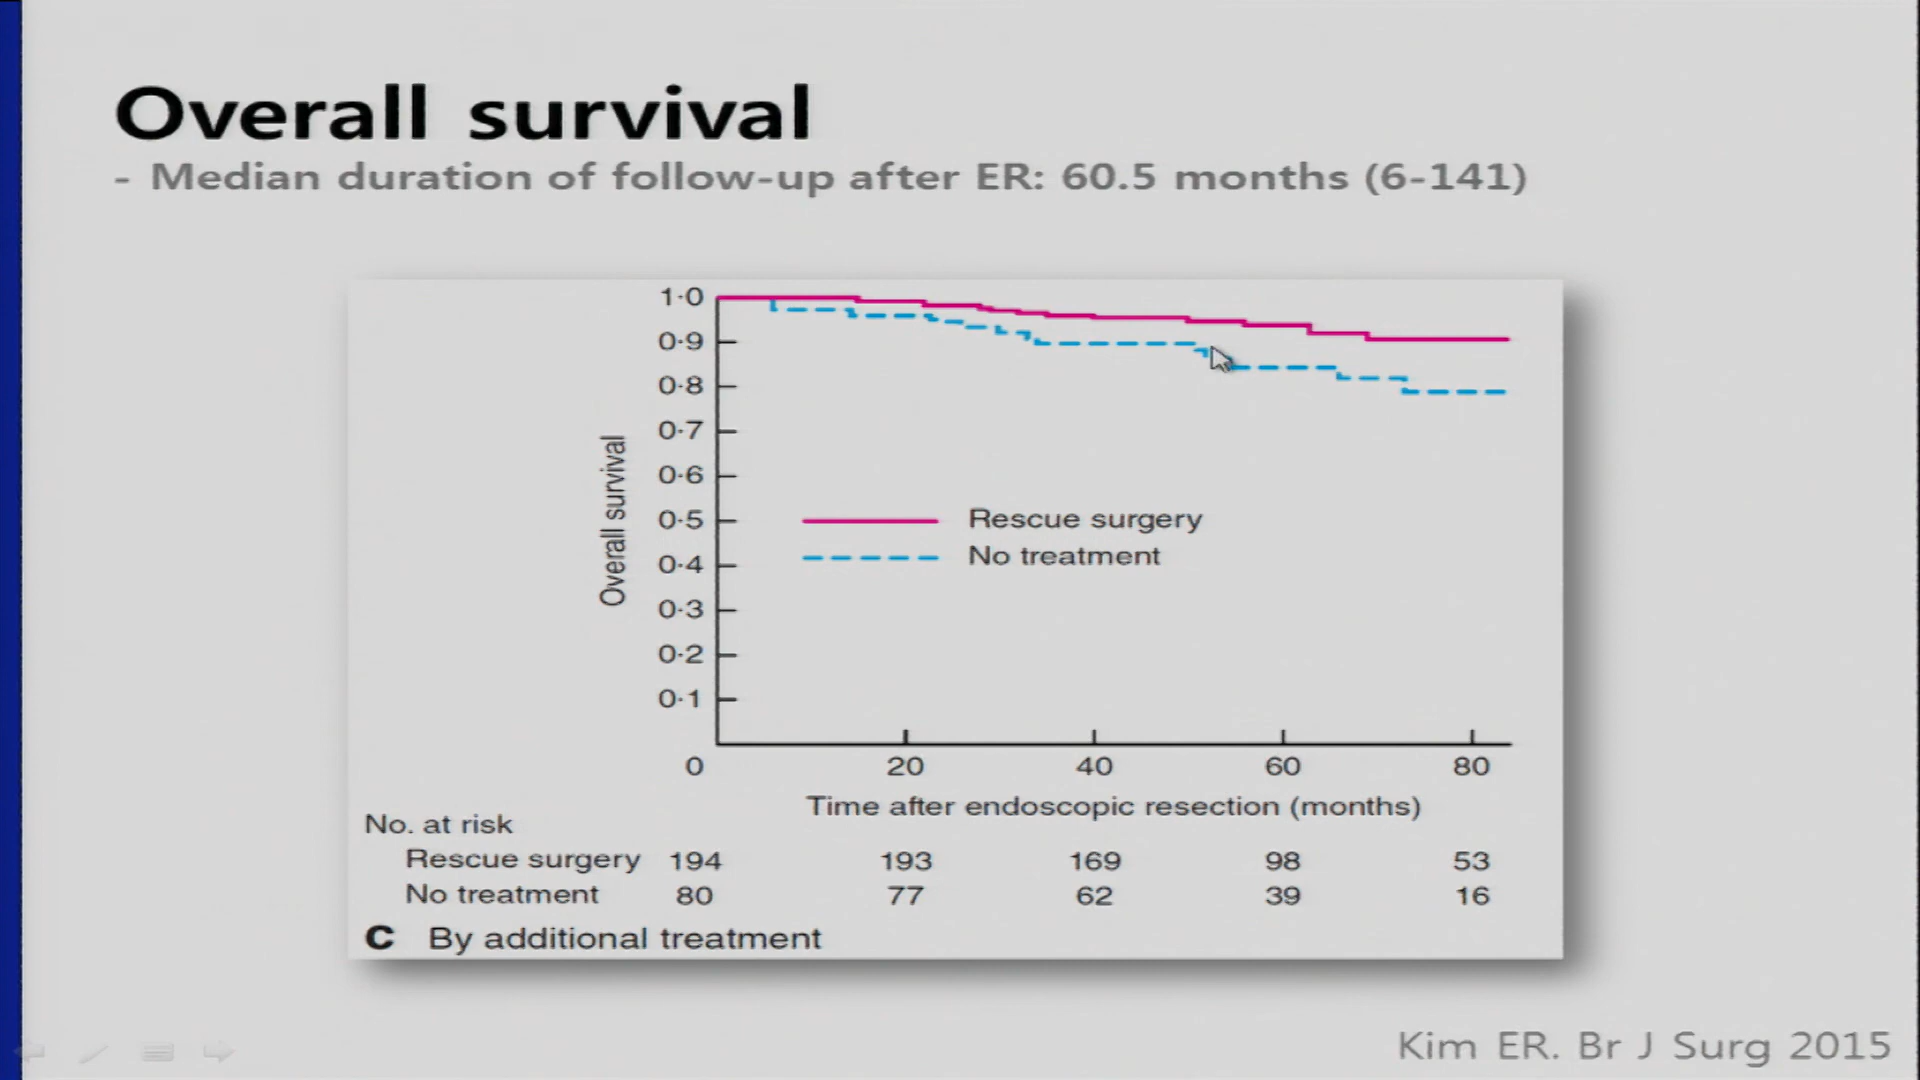 Overall survival
- Median duration of follow-up after ER: 60.5 months (6-141)
1·0
0·9
0·8
0·7
0·6
0·5
0·4
0·3
0·2
0·1
Overall survival
Rescue surgery
No treatment
0 20 40 60 80
Time after endoscopic resection (months)
No. at risk
Rescue surgery 194 193 169 98 53
No treatment 80 77 62 39 16
C By additional treatment
Kim ER. Br J Surg 2015